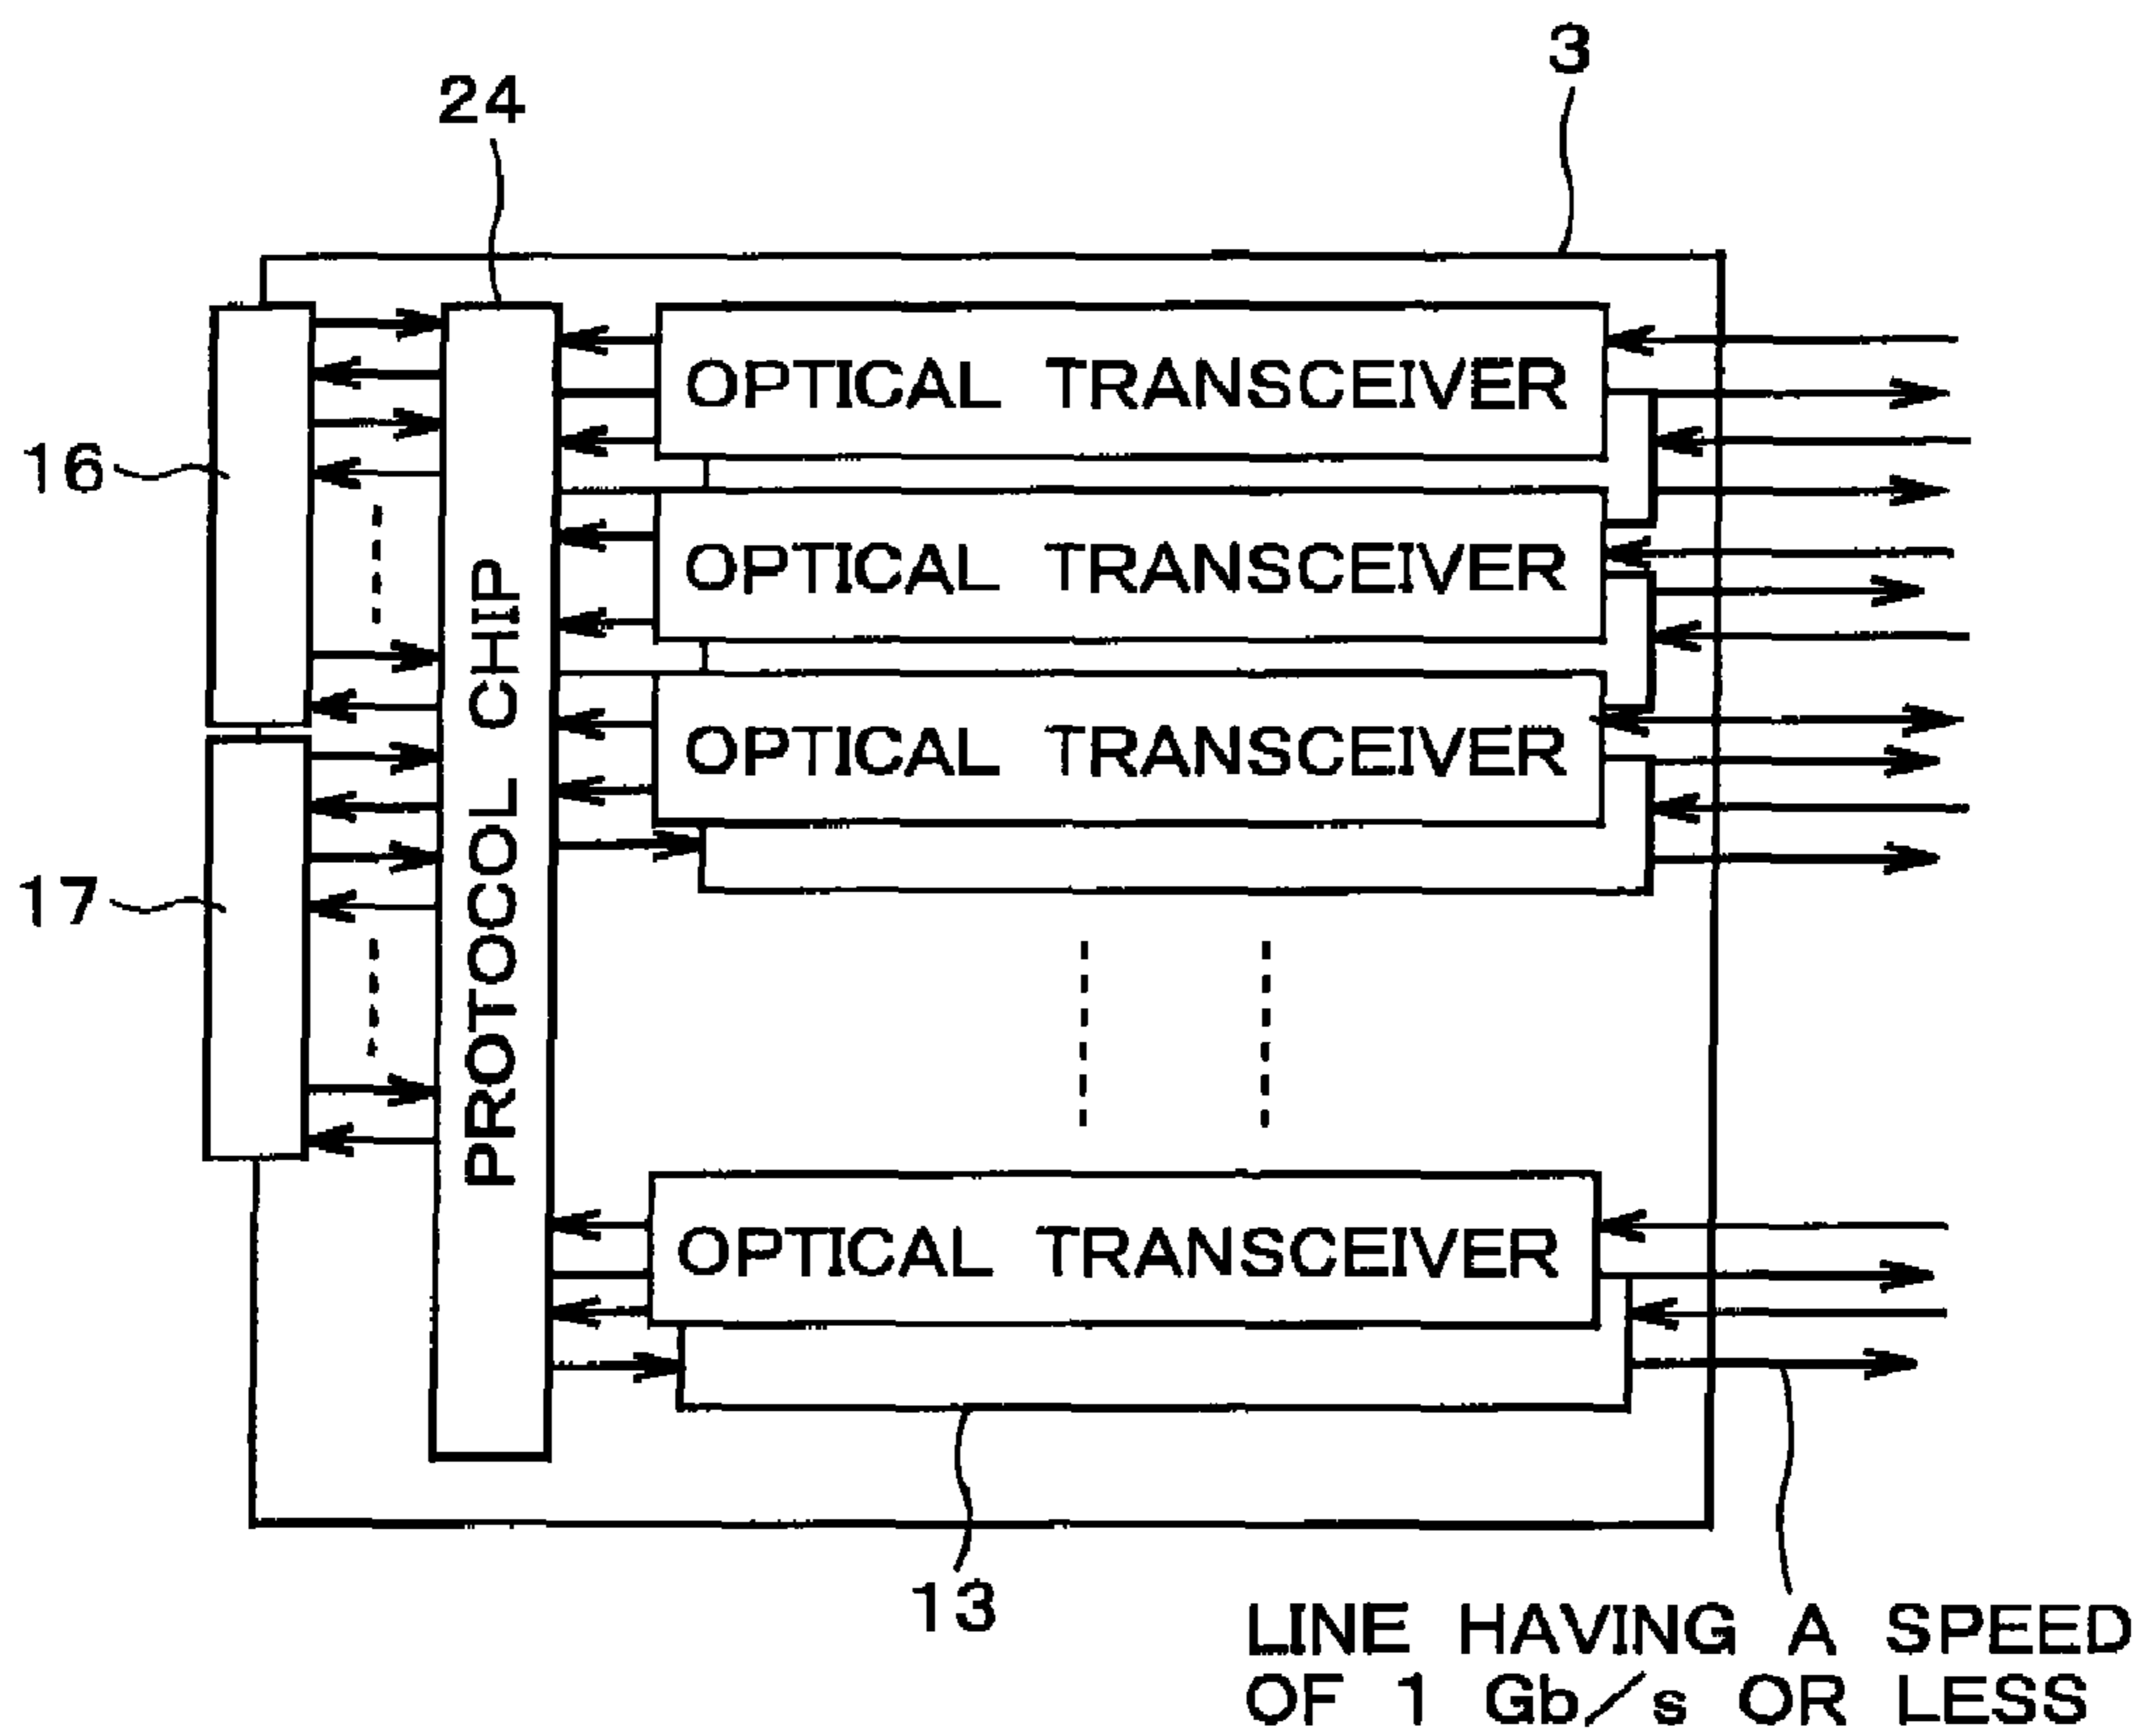 3
24
OPTICAL TRANSCEIVER
16
OPTICAL TRANSCEIVER
PROTOCOL CHIP
OPTICAL TRANSCEIVER
17
OPTICAL TRANSCEIVER
13
LINE HAVING A SPEED
OF 1 Gb/s OR LESS